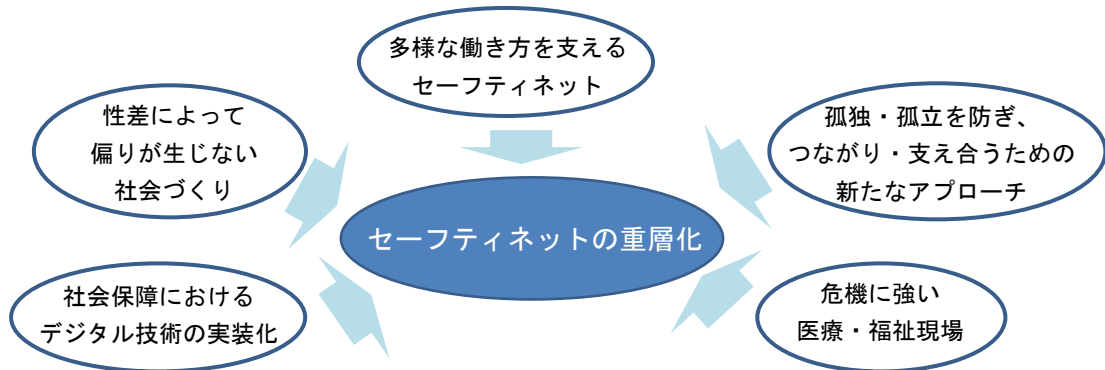 多様な働き方を支える
セーフティネット
性差によって
偏りが生じない
社会づくり
孤独・孤立を防ぎ、
つながり・支え合うための
新たなアプローチ
セーフティネットの重層化
社会保障における
デジタル技術の実装化
危機に強い
医療・福祉現場